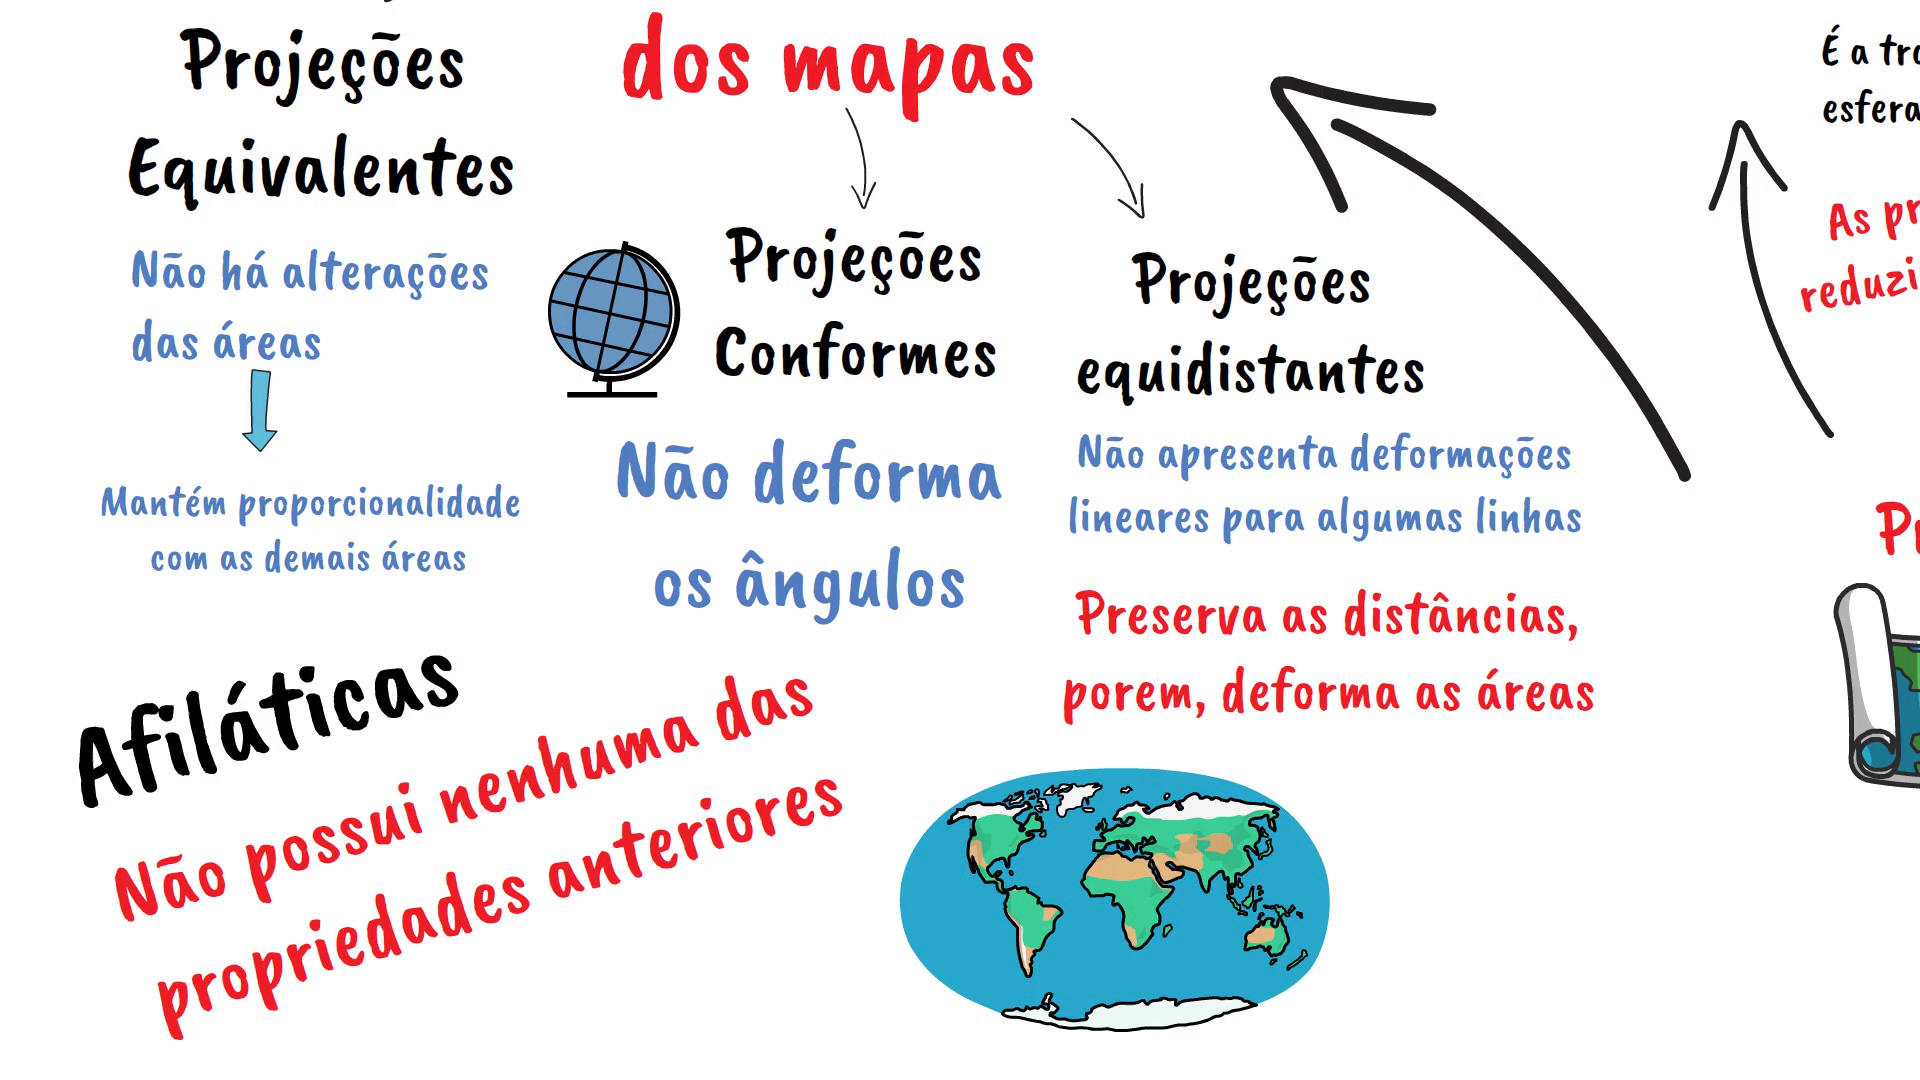 dos mapas
Projeções
Equivalentes
Não há alterações
das áreas
Mantém proporcionalidade
com as demais áreas
Projeções
Conformes
Não deforma
os ângulos
Projeções
equidistantes
Não apresenta deformações
lineares para algumas linhas
Preserva as distâncias,
porem, deforma as áreas
Afiláticas
Não possui nenhuma das
propriedades anteriores
É a
As